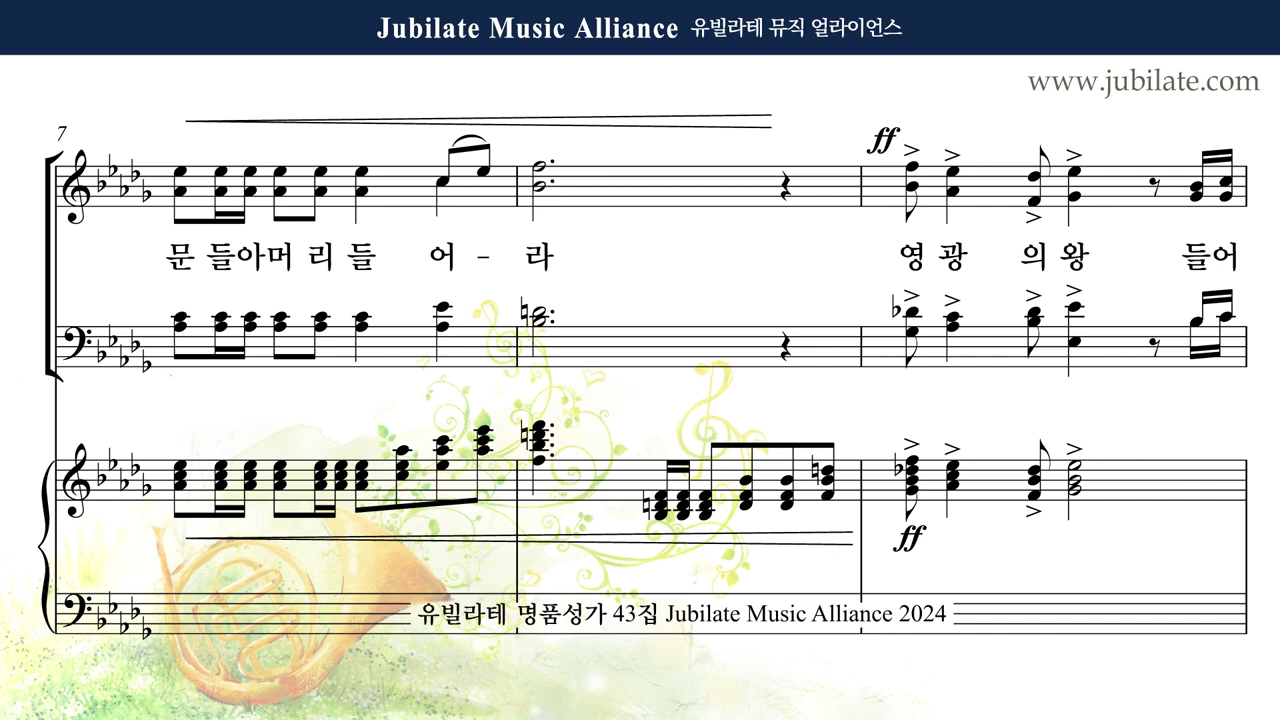 Jubilate Music Alliance 유빌라테 뮤직 얼라이언스
www.jubilate.com
7
ff
문 들아머 리 들 어 - 라 영 광 의 왕 들어
ff
유빌라테 명품성가 43집 Jubilate Music Alliance 2024